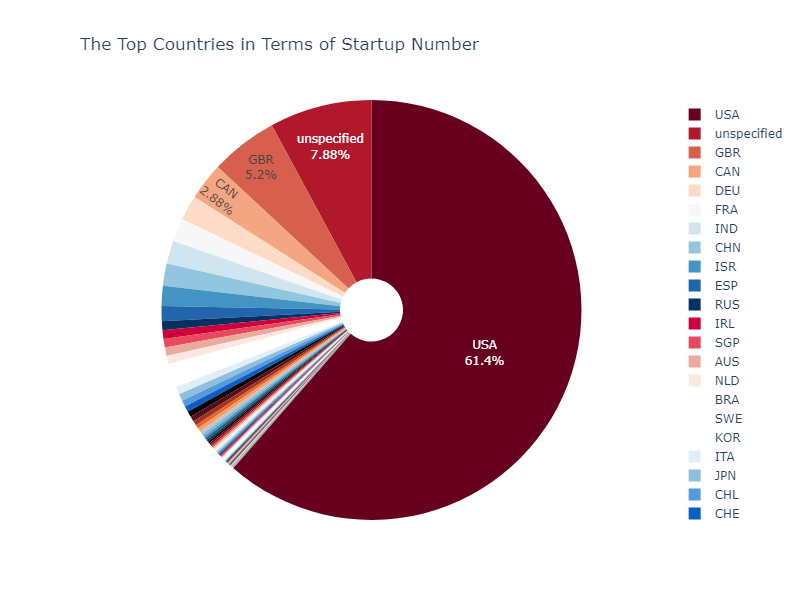 The Top Countries in Terms of Startup Number
unspecified
7.88%
GBR
5.2%
CAN
2.88%
USA
61.4%
USA
unspecified
GBR
CAN
DEU
FRA
IND
CHN
ISR
ESP
RUS
IRL
SGP
AUS
NLD
BRA
SWE
KOR
ITA
JPN
CHL
CHE